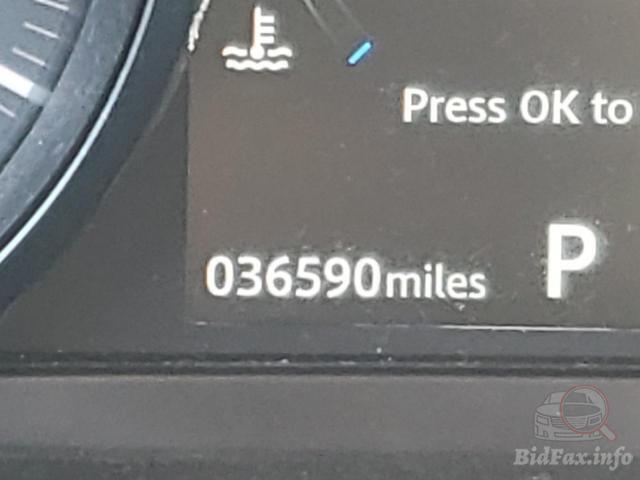 Press OK to
036590miles
P
BidFax.info